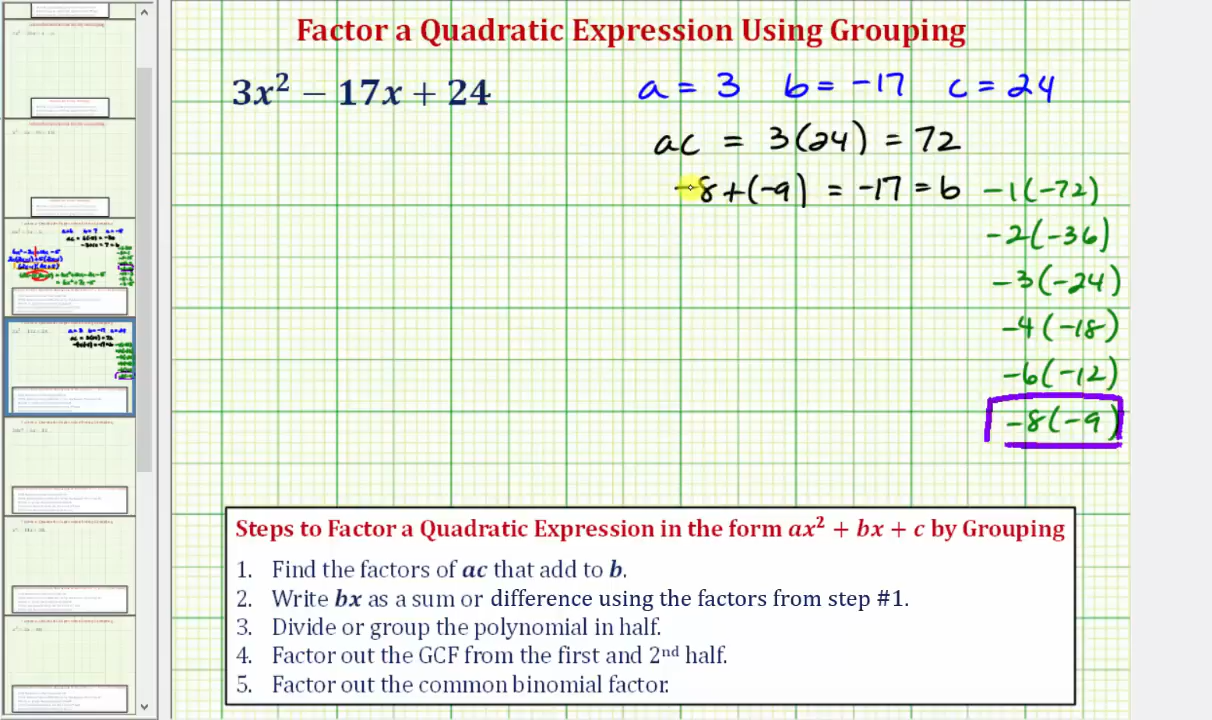 Factor a Quadratic Expression Using Grouping
3x² − 17x + 24
a = 3 b = -17 c = 24
ac = 3(24) = 72
-8+(-9) = -17 = b
-1(-72)
-2(-36)
-3(-24)
-4(-18)
-6(-12)
-8(-9)
Steps to Factor a Quadratic Expression in the form ax² + bx + c by Grouping
1. Find the factors of ac that add to b.
2. Write bx as a sum or difference using the factors from step #1.
3. Divide or group the polynomial in half.
4. Factor out the GCF from the first and 2nd half.
5. Factor out the common binomial factor.